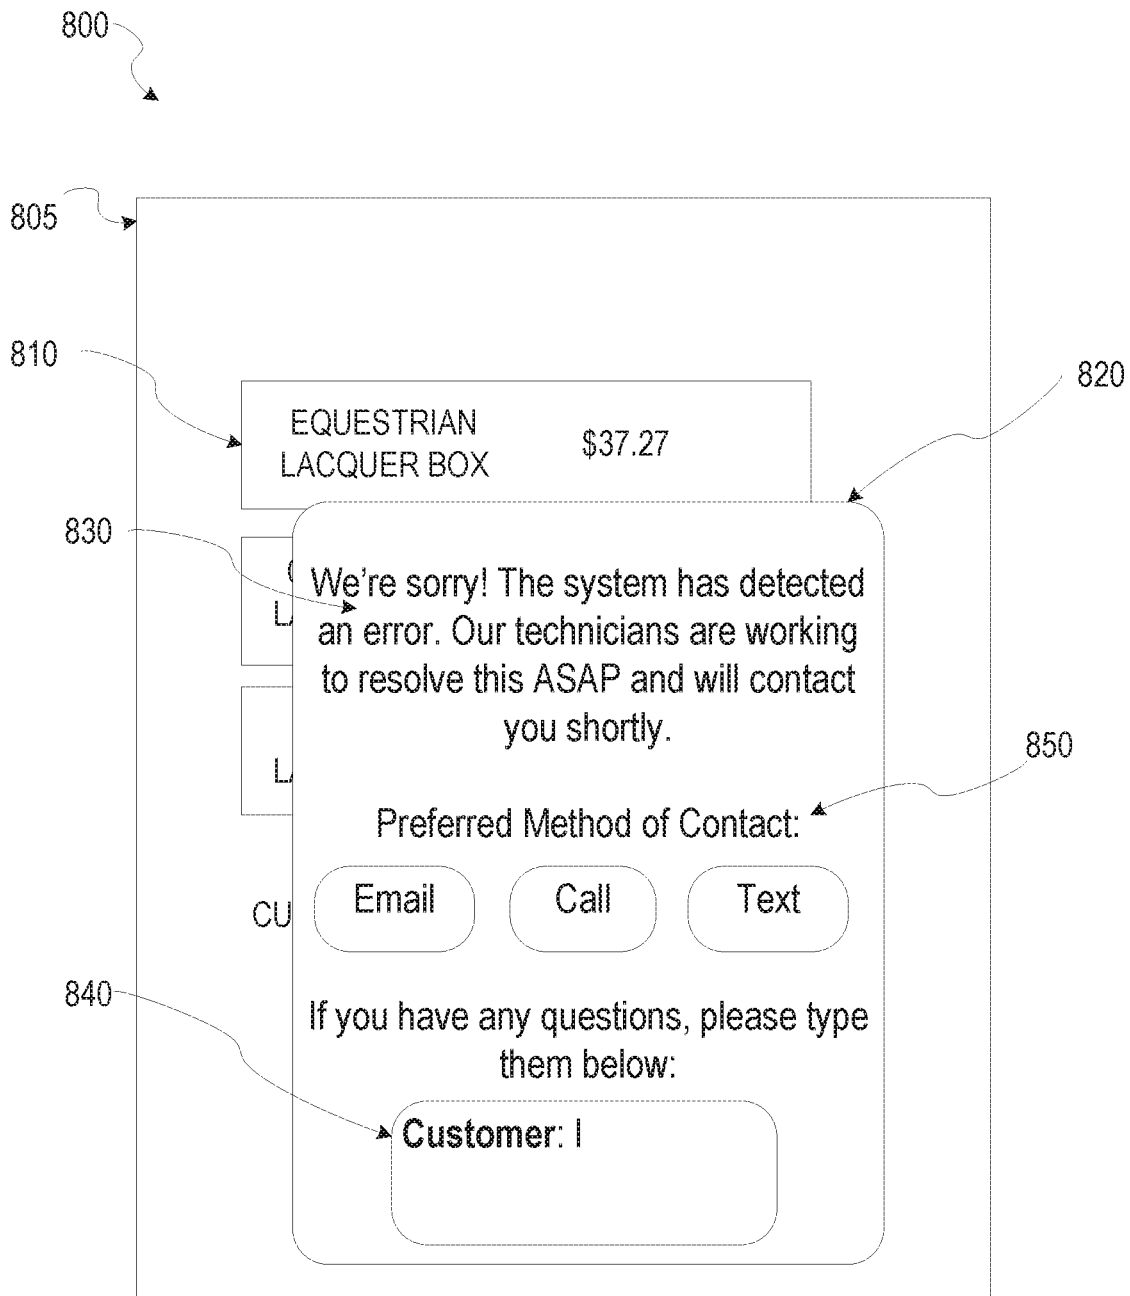 800
805
810
820
EQUESTRIAN
LACQUER BOX
$37.27
830
We're sorry! The system has detected
an error. Our technicians are working
to resolve this ASAP and will contact
you shortly.
850
Preferred Method of Contact:
Email Call Text
840
If you have any questions, please type
them below:
Customer: I